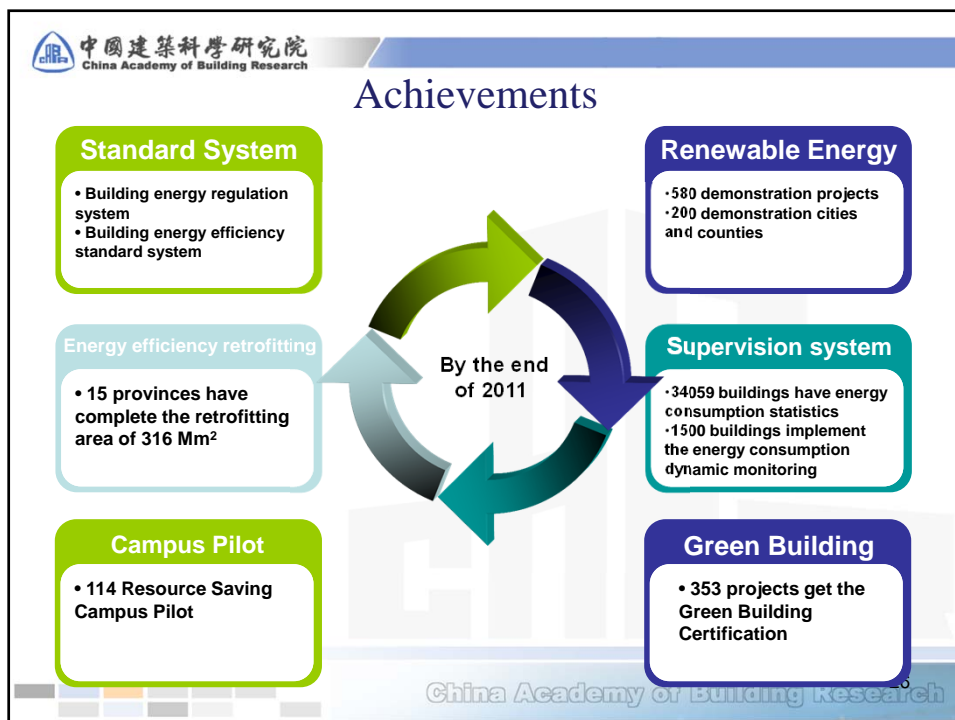 中國建築科學研究院
China Academy of Building Research
Achievements
Standard System
• Building energy regulation
system
• Building energy efficiency
standard system
Renewable Energy
·580 demonstration projects
·200 demonstration cities
and counties
Energy efficiency retrofitting
• 15 provinces have
complete the retrofitting
area of 316 Mm²
By the end
of 2011
Supervision system
·34059 buildings have energy
consumption statistics
·1500 buildings implement
the energy consumption
dynamic monitoring
Campus Pilot
• 114 Resource Saving
Campus Pilot
Green Building
• 353 projects get the
Green Building
Certification
China Academy of Building Research